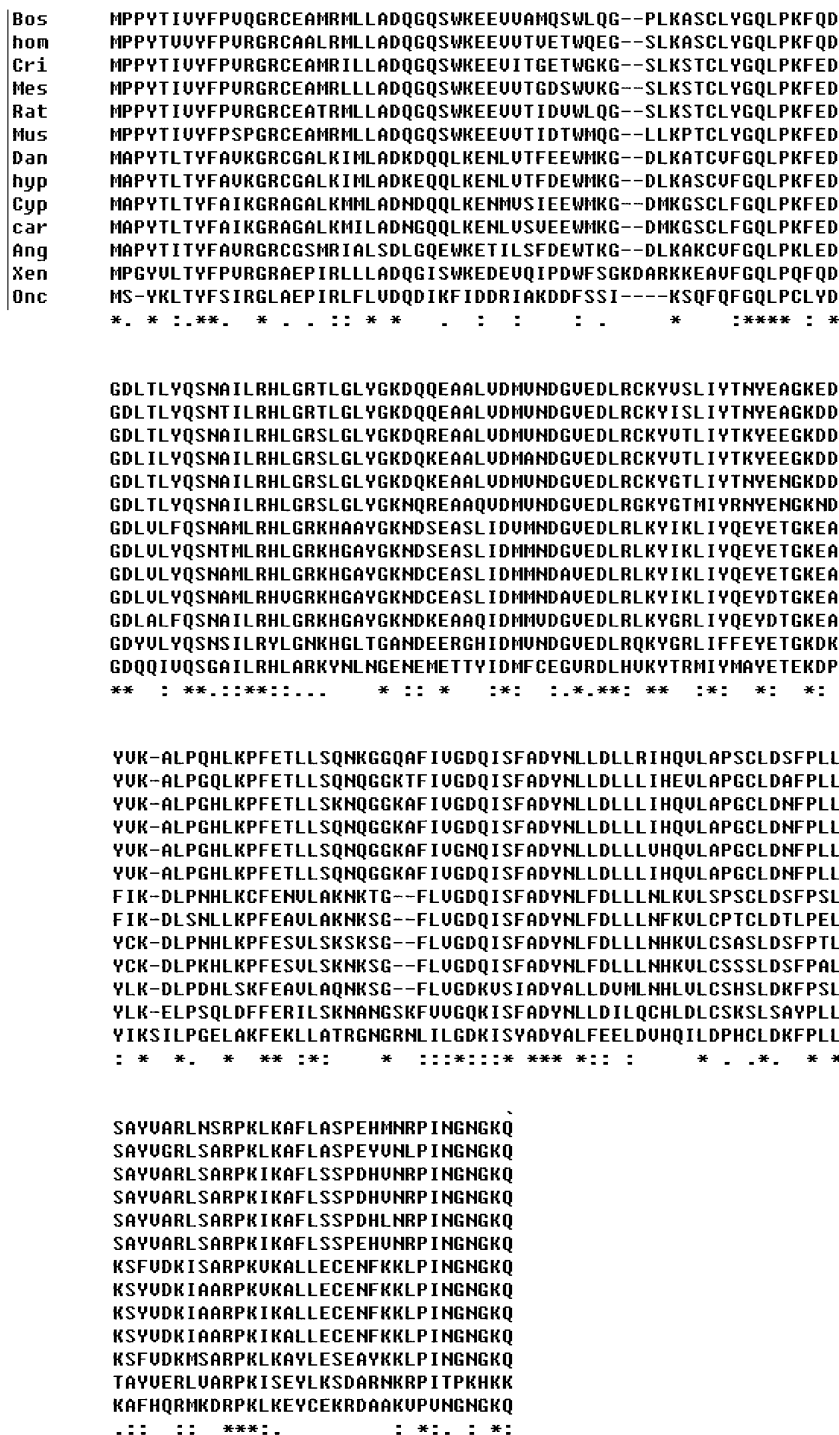 Bos MPPYTIVYFPVQGRCEAMRMLLADQGQSWKEEVVAMQSWLQG--PLKASCLYGQLPKFQD
hom MPPYTVVYFPVRGRCAALRMLLADQGQSWKEEVVTVETWQEG--SLKASCLYGQLPKFQD
Cri MPPYTIVYFPVRGRCEAMRILLADQGQSWKEEVITGETWGKG--SLKSTCLYGQLPKFED
Mes MPPYTIVYFPVRGRCEAMRLLLADQGQSWKEEVVTGDSWVKG--SLKSTCLYGQLPKFED
Rat MPPYTIVYFPVRGRCEATRMLLADQGQSWKEEVVTIDVWLQG--SLKSTCLYGQLPKFED
Mus MPPYTIVYFPSPGRCEAMRMLLADQGQSWKEEVVTIDTWMQG--LLKPTCLYGQLPKFED
Dan MAPYTLTYFAVKGRCGALKIMLADKDQQLKENLVTFEEWMKG--DLKATCVFGQLPKFED
hyp MAPYTLTYFAVKGRCGALKIMLADKEQQLKENLVTFDEWMKG--DLKASCVFGQLPKFED
Cyp MAPYTLTYFAIKGRAGALKMMLADNDQQLKENMVSIEEWMKG--DMKGSCLFGQLPKFED
car MAPYTLTYFAIKGRAGALKMILADNGQQLKENLVSVEEWMKG--DMKGSCLFGQLPKFED
Ang MAPYTITYFAVRGRCGSMRIALSDLGQEWKETILSFDEWTKG--DLKAKCVFGQLPKLED
Xen MPGYVLTYFPVRGRAEPIRLLLADQGISWKEDEVQIPDWFSGKDARKKEAVFGQLPQFQD
Onc MS-YKLTYFSIRGLAEPIRLFLVDQDIKFIDDRIAKDDFSSI----KSQFQFGQLPCLYD
*. * :.**. * . . :: * * . : : : . * :**** : *
GDLTLYQSNAILRHLGRTLGLYGKDQQEAALVDMVNDGVEDLRCKYVSLIYTNYEAGKED
GDLTLYQSNTILRHLGRTLGLYGKDQQEAALVDMVNDGVEDLRCKYISLIYTNYEAGKDD
GDLTLYQSNAILRHLGRSLGLYGKDQREAALVDMVNDGVEDLRCKYVTLIYTKYEEGKDD
GDLILYQSNAILRHLGRSLGLYGKDQKEAALVDMANDGVEDLRCKYVTLIYTKYEEGKDD
GDLTLYQSNAILRHLGRSLGLYGKDQKEAALVDMVNDGVEDLRCKYGTLIYTNYENGKDD
GDLTLYQSNAILRHLGRSLGLYGKNQREAAQVDMVNDGVEDLRGKYGTMIYRNYENGKND
GDLVLFQSNAMLRHLGRKHAAYGKNDSEASLIDVMNDGVEDLRLKYIKLIYQEYETGKEA
GDLVLYQSNTMLRHLGRKHGAYGKNDSEASLIDMMNDGVEDLRLKYIKLIYQEYETGKEA
GDLVLYQSNAMLRHLGRKHGAYGKNDCEASLIDMMNDAVEDLRLKYIKLIYQEYETGKEA
GDLVLYQSNAMLRHVGRKHGAYGKNDCEASLIDMMNDGVEDLRLKYIKLIYQEYDTGKEA
GDLALFQSNAILRHLGRKHGAYGKNDKEAAQIDMMVDGVEDLRLKYGRLIYQEYDTGKEA
GDYVLYQSNSILRYLGNKHGLTGANDEERGHIDMVNDGVEDLRQKYGRLIFFEYETGKDK
GDQQIVQSGAILRHLARKYNLNGENEMETTYIDMFCEGVRDLHVKYTRMIYMAYETEKDP
** : **.::**::... * :: * :*: :.*.**: ** :*: *: *:
YVK-ALPQHLKPFETLLSQNKGGQAFIVGDQISFADYNLLDLLRIHQVLAPSCLDSFPLL
YVK-ALPGQLKPFETLLSQNQGGKTFIVGDQISFADYNLLDLLLIHEVLAPGCLDAFPLL
YVK-ALPGHLKPFETLLSKNQGGKAFIVGDQISFADYNLLDLLLIHQVLAPGCLDNFPLL
YVK-ALPGHLKPFETLLSQNQGGKAFIVGDQISFADYNLLDLLLIHQVLAPGCLDNFPLL
YVK-ALPGHLKPFETLLSQNQGGKAFIVGNQISFADYNLLDLLLVHQVLAPGCLDNFPLL
YVK-ALPGHLKPFETLLSQNQGGKAFIVGDQISFADYNLLDLLLIHQVLAPGCLDNFPLL
FIK-DLPNHLKCFENVLAKNKTG--FLVGDQISFADYNLFDLLLNLKVLSPSCLDSFPSL
FIK-DLSNLLKPFEAVLAKNKSG--FLVGDQISFADYNLFDLLLNFKVLCPTCLDTLPEL
YCK-DLPNHLKPFESVLSKSKSG--FLVGDQISFADYNLFDLLLNHKVLCSASLDSFPTL
YCK-DLPKHLKPFESVLSKNKSG--FLVGDQISFADYNLFDLLLNHKVLCSSSLDSFPAL
YLK-DLPDHLSKFEAVLAQNKSG--FLVGDKVSIADYALLDVMLNHLVLCSHSLDKFPSL
YLK-ELPSQLDFFERILSKNANGSKFVVGQKISFADYNLLDILQCHLDLCSKSLSAYPLL
YIKSILPGELAKFEKLLATRGNGRNLILGDKISYADYALFEELDVHQILDPHCLDKFPLL
: * *. * ** :*: * :::*:::* *** *:: : * . .*. * *
SAYVARLNSRPKLKAFLASPEHMNRPINGNGKQ
SAYVGRLSARPKLKAFLASPEYVNLPINGNGKQ
SAYVARLSARPKIKAFLSSPDHVNRPINGNGKQ
SAYVARLSARPKIKAFLSSPDHVNRPINGNGKQ
SAYVARLSARPKIKAFLSSPDHLNRPINGNGKQ
SAYVARLSARPKIKAFLSSPEHVNRPINGNGKQ
KSFVDKISARPKVKALLECENFKKLPINGNGKQ
KSYVDKIAARPKVKALLECENFKKLPINGNGKQ
KSYVDKIAARPKIKALLECENFKKLPINGNGKQ
KSYVDKIAARPKIKALLECENFKKLPINGNGKQ
KSFVDKMSARPKLKAYLESEAYKKLPINGNGKQ
TAYVERLVARPKISEYLKSDARNKRPITPKHKK
KAFHQRMKDRPKLKEYCEKRDAAKVPVNGNGKQ
.:: :: ***:. : *:. : *: